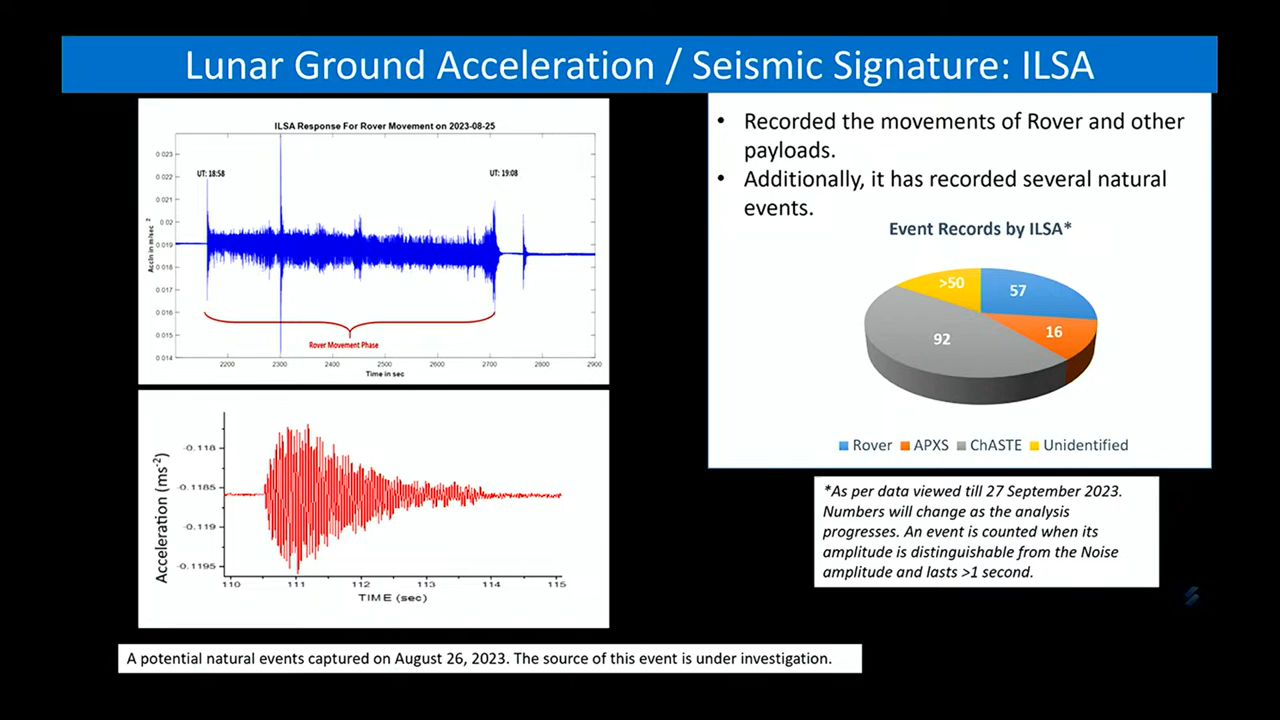 Lunar Ground Acceleration / Seismic Signature: ILSA
ILSA Response For Rover Movement on 2023-08-25
0.023
0.022
0.021
0.02
0.019
0.018
0.017
0.016
0.015
0.014
Accln in m/sec²
UT: 18:58
UT: 19:08
Rover Movement Phase
2200
2300
2400
2500
2600
2700
2800
2900
Time in sec
-0.118
-0.1185
-0.119
-0.1195
Acceleration (ms⁻²)
110
111
112
113
114
115
TIME (sec)
A potential natural events captured on August 26, 2023. The source of this event is under investigation.
• Recorded the movements of Rover and other
payloads.
• Additionally, it has recorded several natural
events.
Event Records by ILSA*
>50
57
16
92
Rover APXS ChASTE Unidentified
*As per data viewed till 27 September 2023.
Numbers will change as the analysis
progresses. An event is counted when its
amplitude is distinguishable from the Noise
amplitude and lasts >1 second.